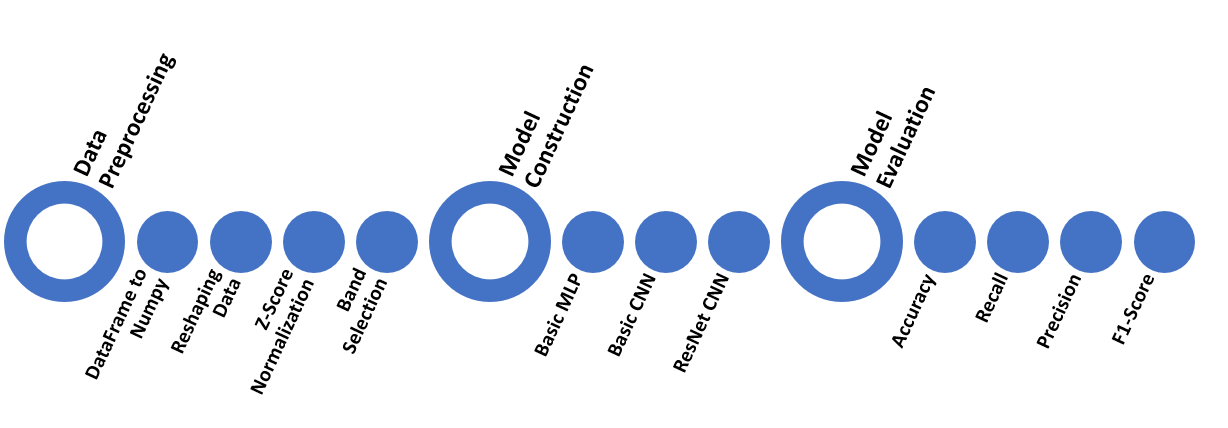 Data
Preprocessing
DataFrame to
Numpy
Reshaping
Data
Z-Score
Normalization
Band
Selection
Model
Construction
Basic MLP
Basic CNN
ResNet CNN
Model
Evaluation
Accuracy
Recall
Precision
F1-Score